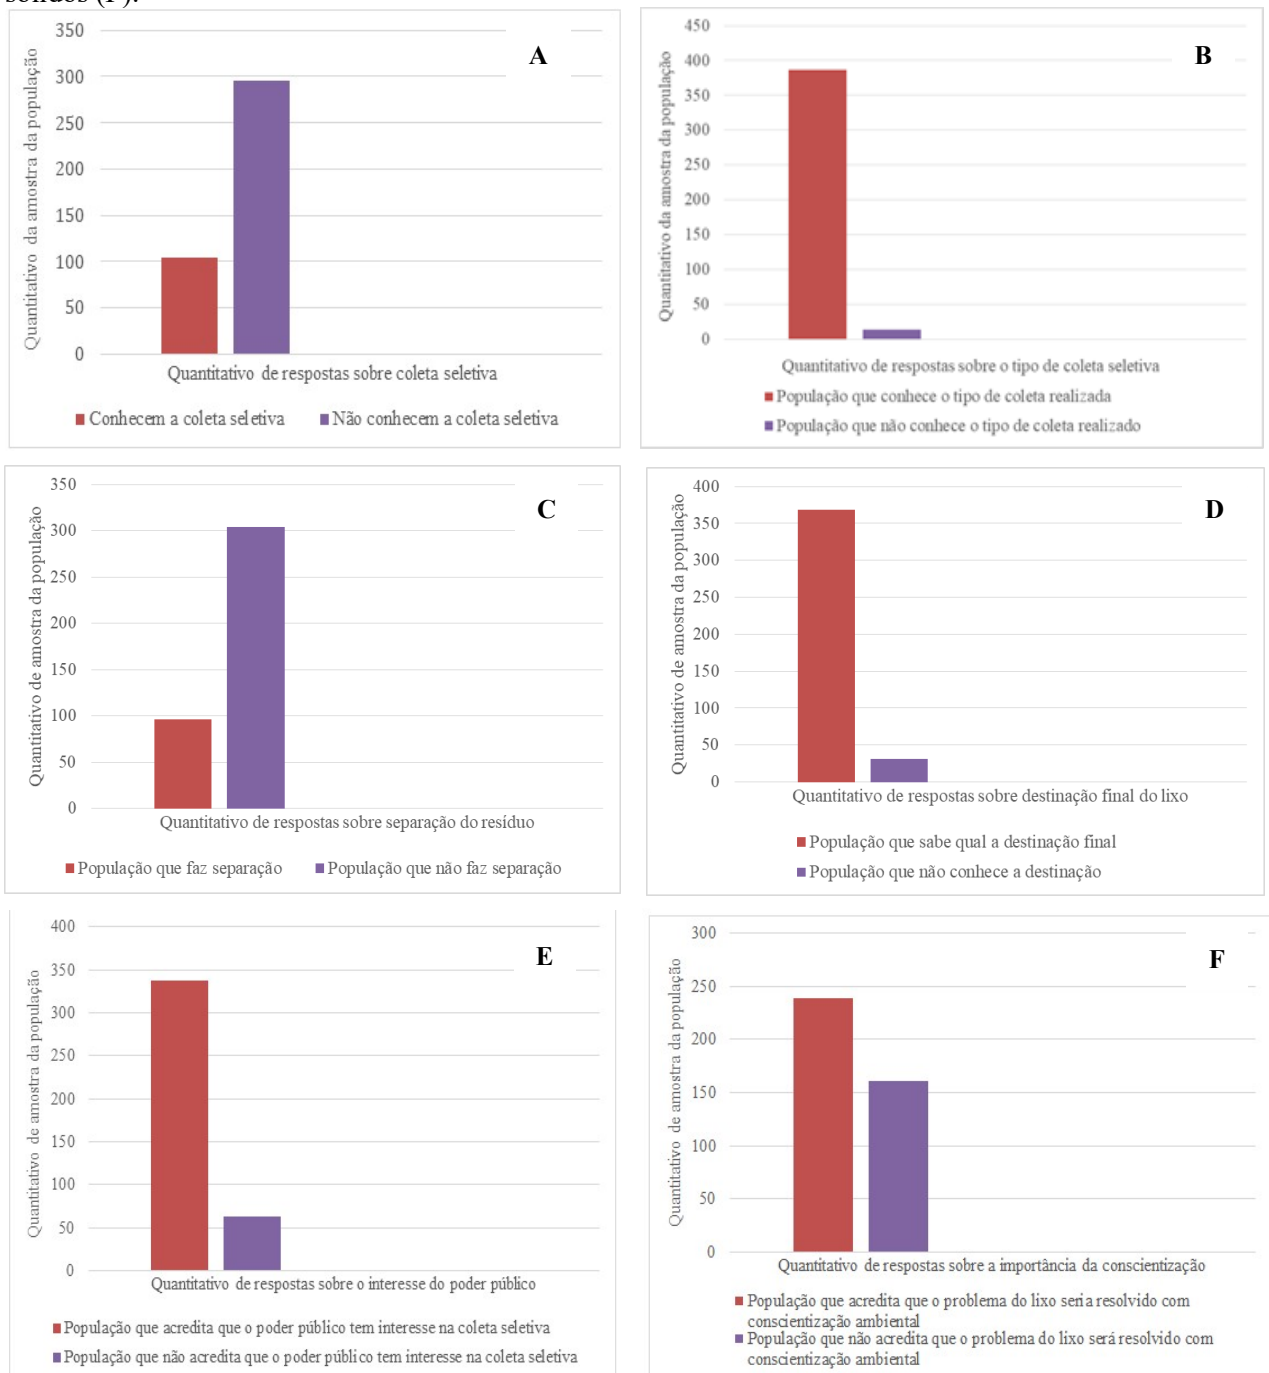 sólidos (F).
A
Quantitativo da amostra da população
350
300
250
200
150
100
50
0
Quantitativo de respostas sobre coleta seletiva
Conhecem a coleta seletiva Não conhecem a coleta seletiva
B
Quantitativo da amostra da população
450
400
350
300
250
200
150
100
50
0
Quantitativo de respostas sobre o tipo de coleta seletiva
População que conhece o tipo de coleta realizada
População que não conhece o tipo de coleta realizado
C
Quantitativo de amostra da população
350
300
250
200
150
100
50
0
Quantitativo de respostas sobre separação do resíduo
População que faz separação População que não faz separação
D
Quantitativo de amostra da população
400
350
300
250
200
150
100
50
0
Quantitativo de respostas sobre destinação final do lixo
População que sabe qual a destinação final
População que não conhece a destinação
E
Quantitativo de amostra da população
400
350
300
250
200
150
100
50
0
Quantitativo de respostas sobre o interesse do poder público
População que acredita que o poder público tem interesse na coleta seletiva
População que não acredita que o poder público tem interesse na coleta seletiva
F
Quantitativo de amostra da população
300
250
200
150
100
50
0
Quantitativo de respostas sobre a importância da conscientização
População que acredita que o problema do lixo seria resolvido com
conscientização ambiental
População que não acredita que o problema do lixo será resolvido com
conscientização ambiental